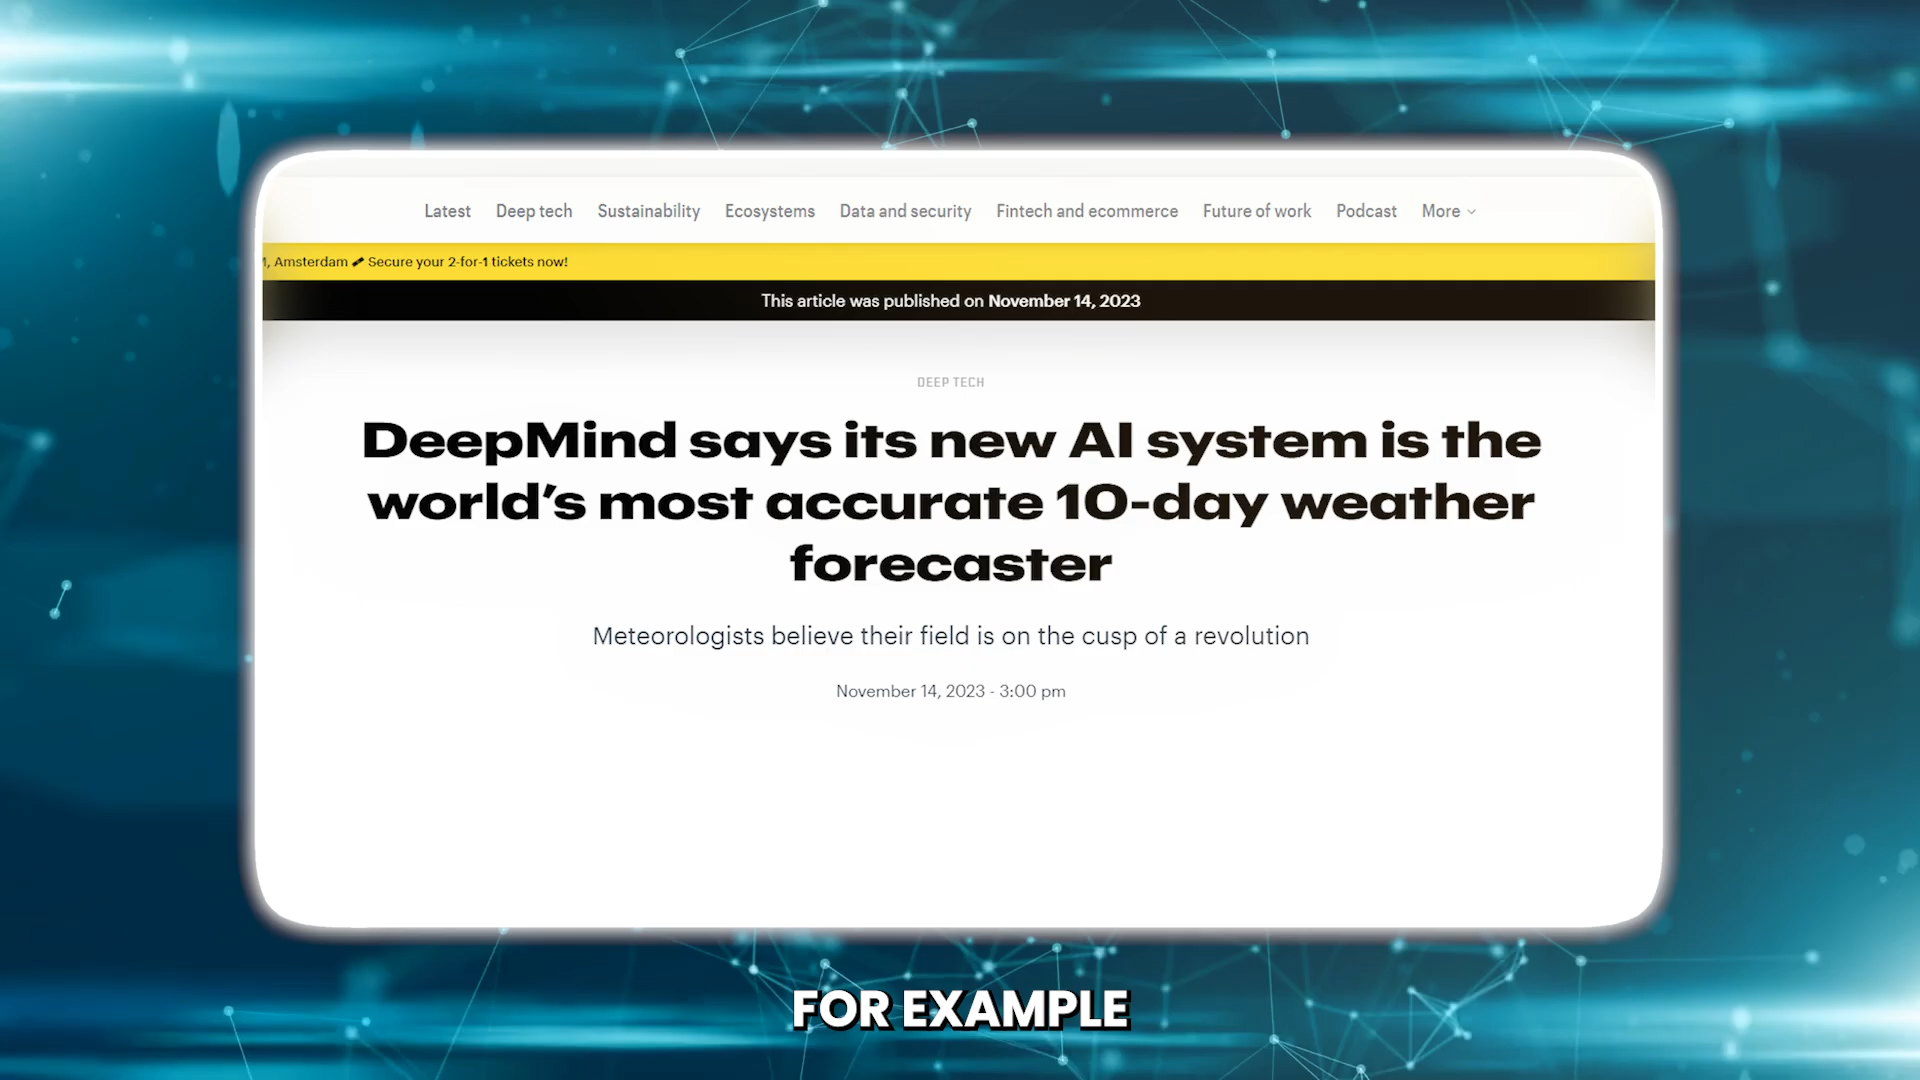 Latest Deep tech Sustainability Ecosystems Data and security Fintech and ecommerce Future of work Podcast More
, Amsterdam Secure your 2-for-1 tickets now!
This article was published on November 14, 2023
DEEP TECH
DeepMind says its new AI system is the
world's most accurate 10-day weather
forecaster
Meteorologists believe their field is on the cusp of a revolution
November 14, 2023 - 3:00 pm
FOR EXAMPLE